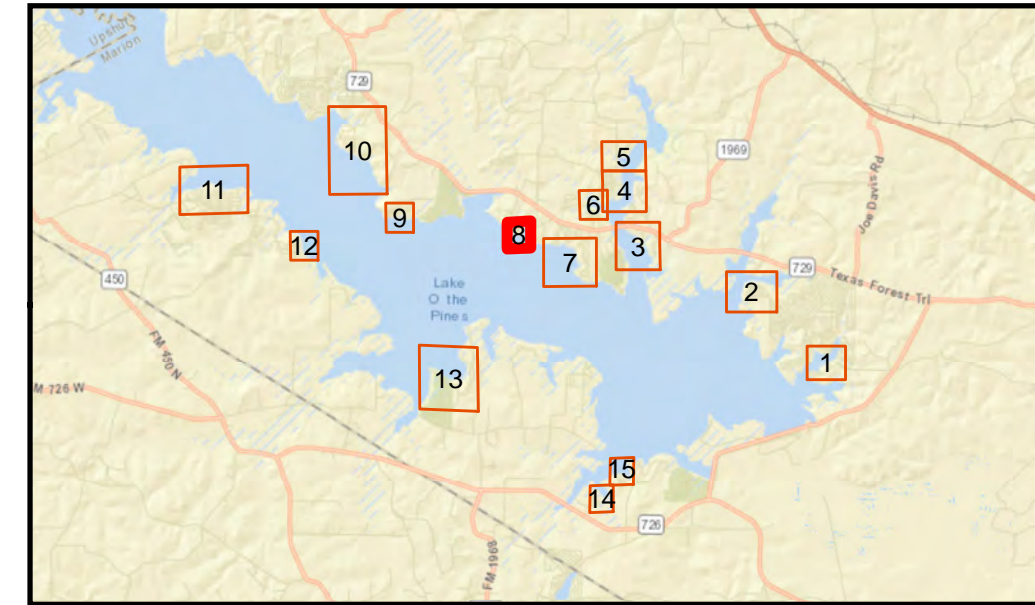 Upshur
Marion
729
10
5
1969
11
4
6
9
Joe Davis Rd
8
3
12
7
729
450
Lake
O the
Pines
2
Texas Forest Trl
FM 450 N
1
13
M 726 W
15
14
726
FM 1968